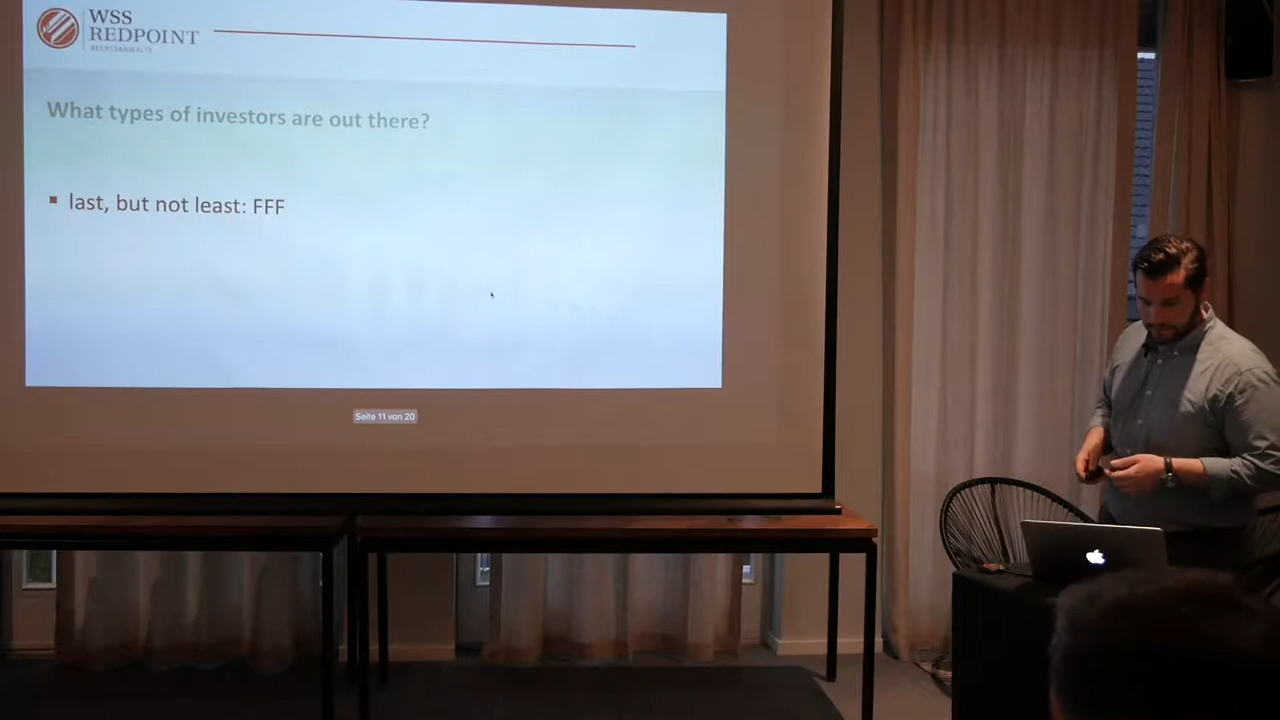 WSS
REDPOINT
RECHTSANWÄLTE
What types of investors are out there?
last, but not least: FFF
Seite 11 von 20